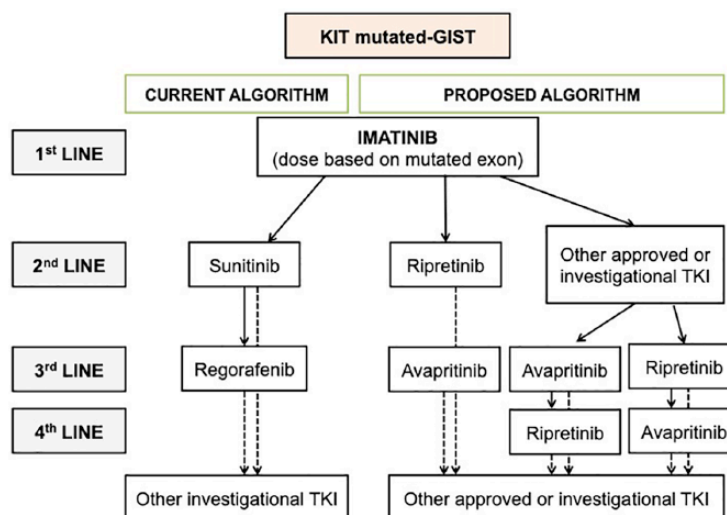 KIT mutated-GIST
CURRENT ALGORITHM
PROPOSED ALGORITHM
1st LINE
IMATINIB
(dose based on mutated exon)
2nd LINE
Sunitinib
Ripretinib
Other approved or
investigational TKI
3rd LINE
Regorafenib
Avapritinib
Avapritinib
Ripretinib
4th LINE
Ripretinib
Avapritinib
Other investigational TKI
Other approved or investigational TKI